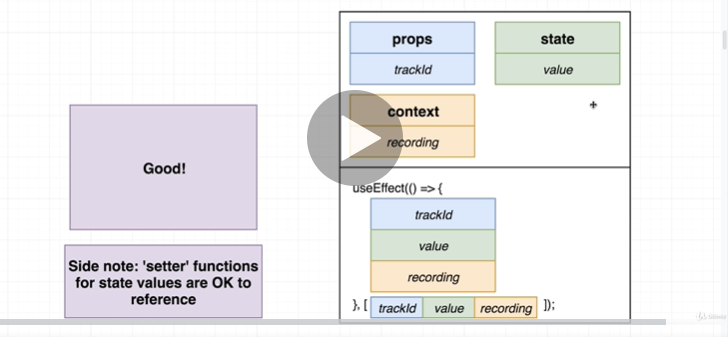 props
state
trackId
value
context
recording
Good!
useEffect(() => {
trackId
value
recording
Side note: 'setter' functions
for state values are OK to
reference
}, [ trackId value recording ]);